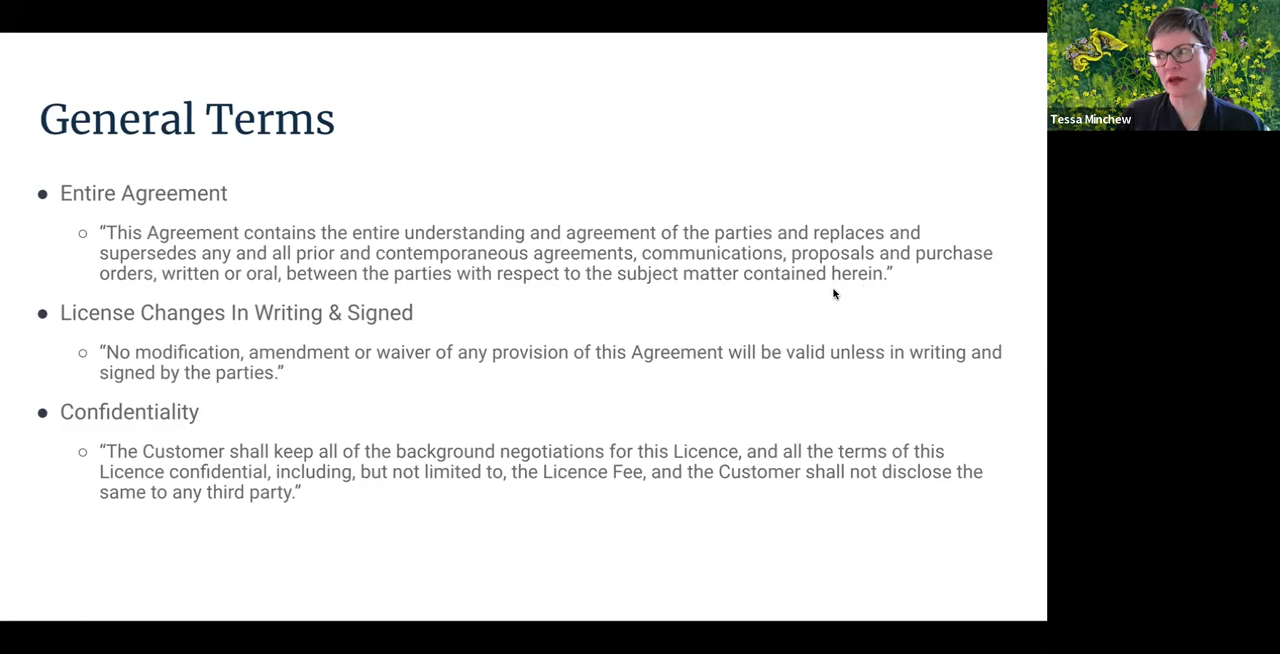 General Terms
● Entire Agreement
○ “This Agreement contains the entire understanding and agreement of the parties and replaces and
supersedes any and all prior and contemporaneous agreements, communications, proposals and purchase
orders, written or oral, between the parties with respect to the subject matter contained herein.”
● License Changes In Writing & Signed
○ “No modification, amendment or waiver of any provision of this Agreement will be valid unless in writing and
signed by the parties.”
● Confidentiality
○ “The Customer shall keep all of the background negotiations for this Licence, and all the terms of this
Licence confidential, including, but not limited to, the Licence Fee, and the Customer shall not disclose the
same to any third party.”
Tessa Minchew